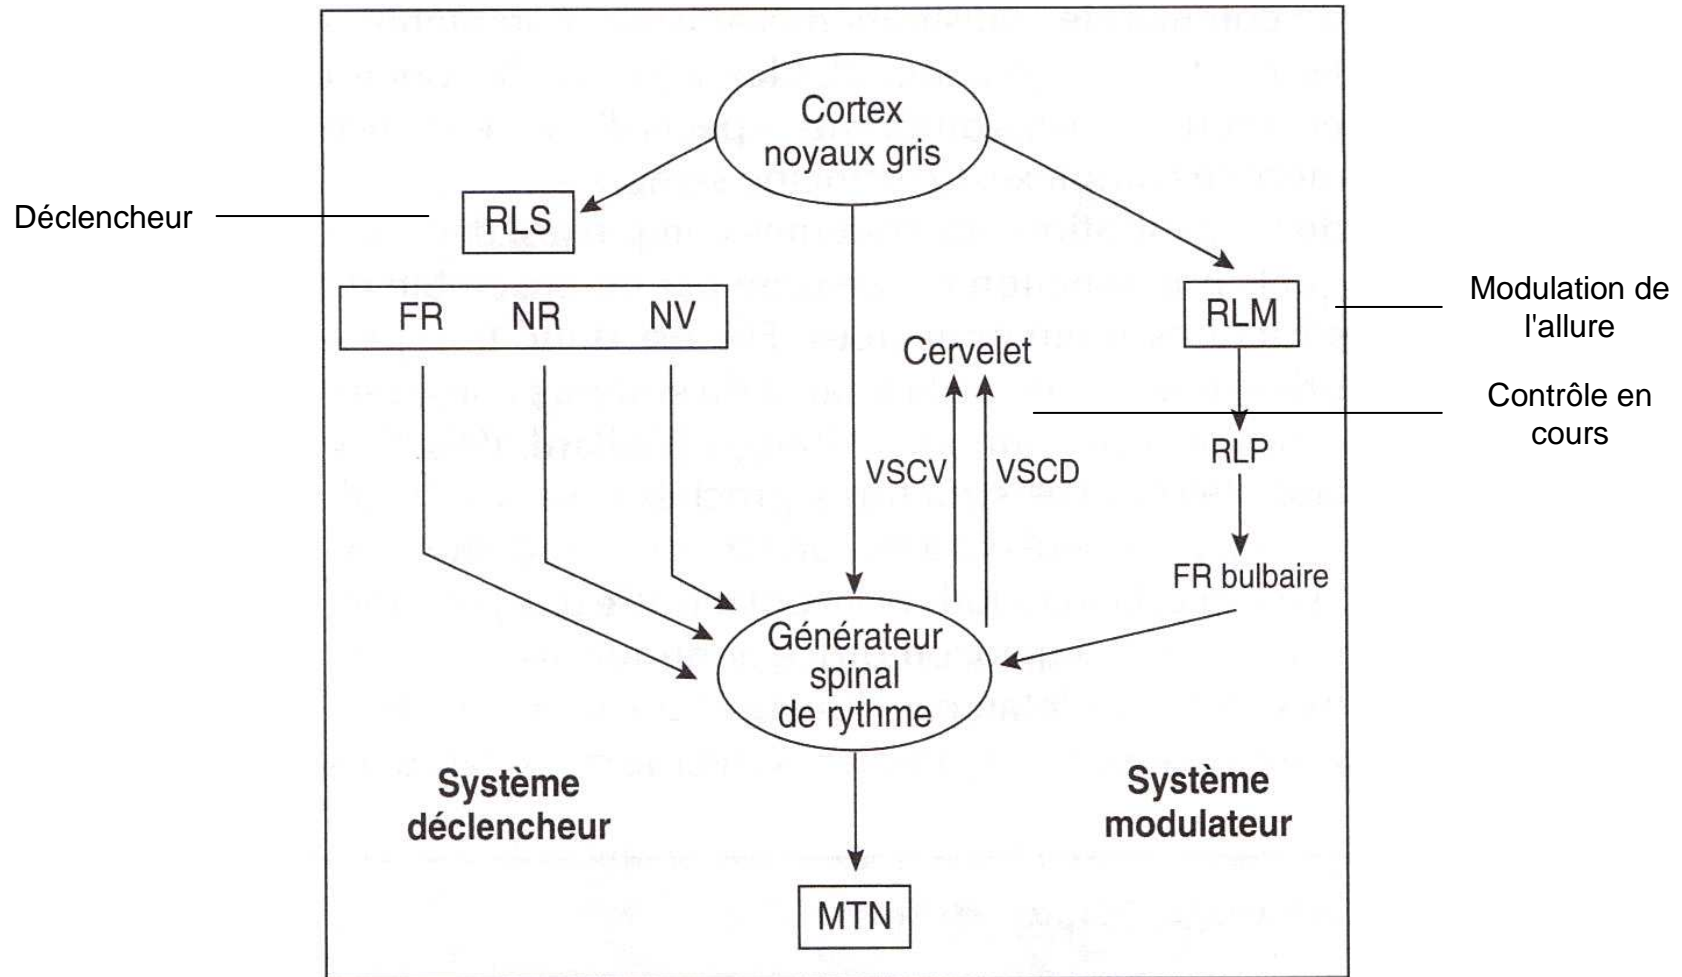 Cortex
noyaux gris
Déclencheur
RLS
FR NR NV
RLM
Modulation de
l'allure
Cervelet
Contrôle en
cours
VSCV VSCD
RLP
FR bulbaire
Générateur
spinal
de rythme
Système
déclencheur
Système
modulateur
MTN